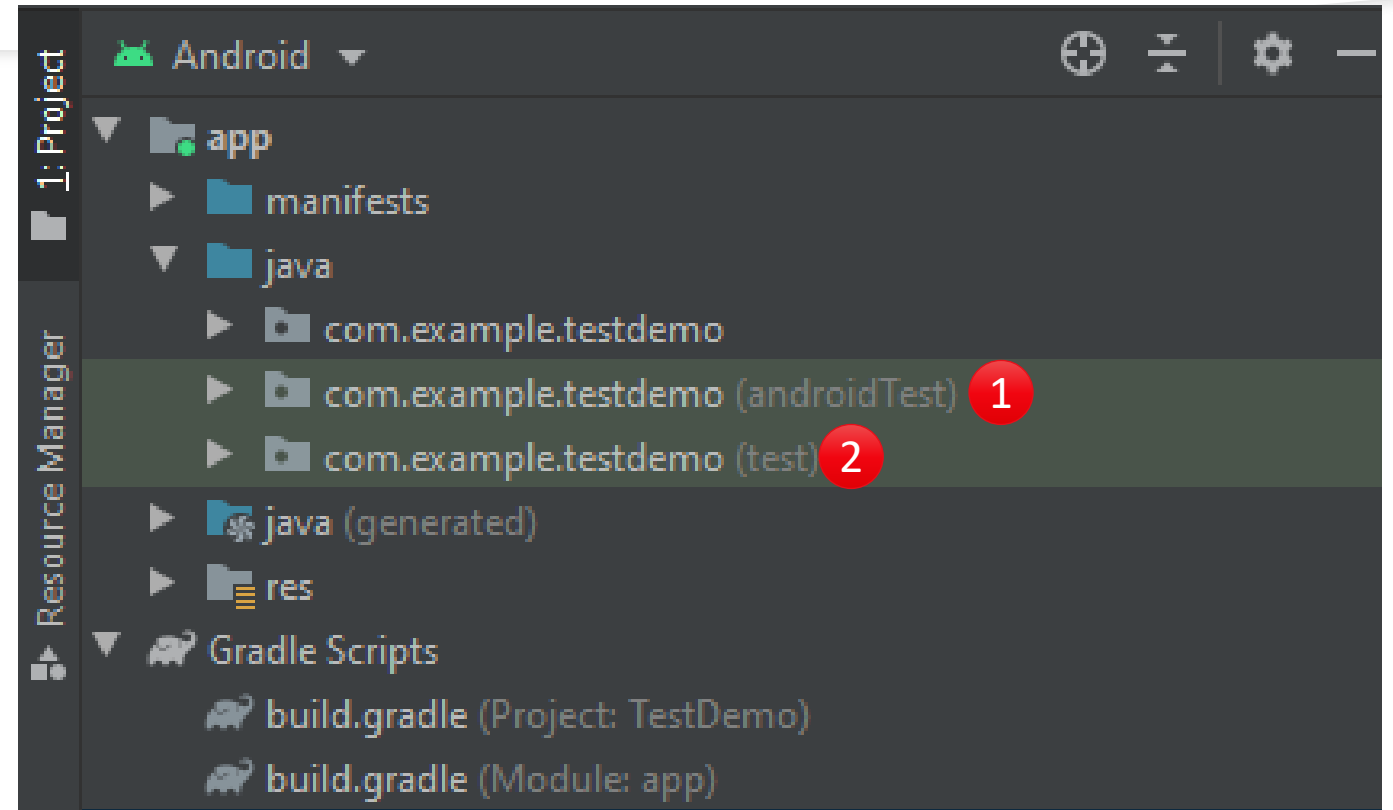 Android
1: Project
app
manifests
java
com.example.testdemo
com.example.testdemo (androidTest) 1
com.example.testdemo (test) 2
Resource Manager
java (generated)
res
Gradle Scripts
build.gradle (Project: TestDemo)
build.gradle (Module: app)